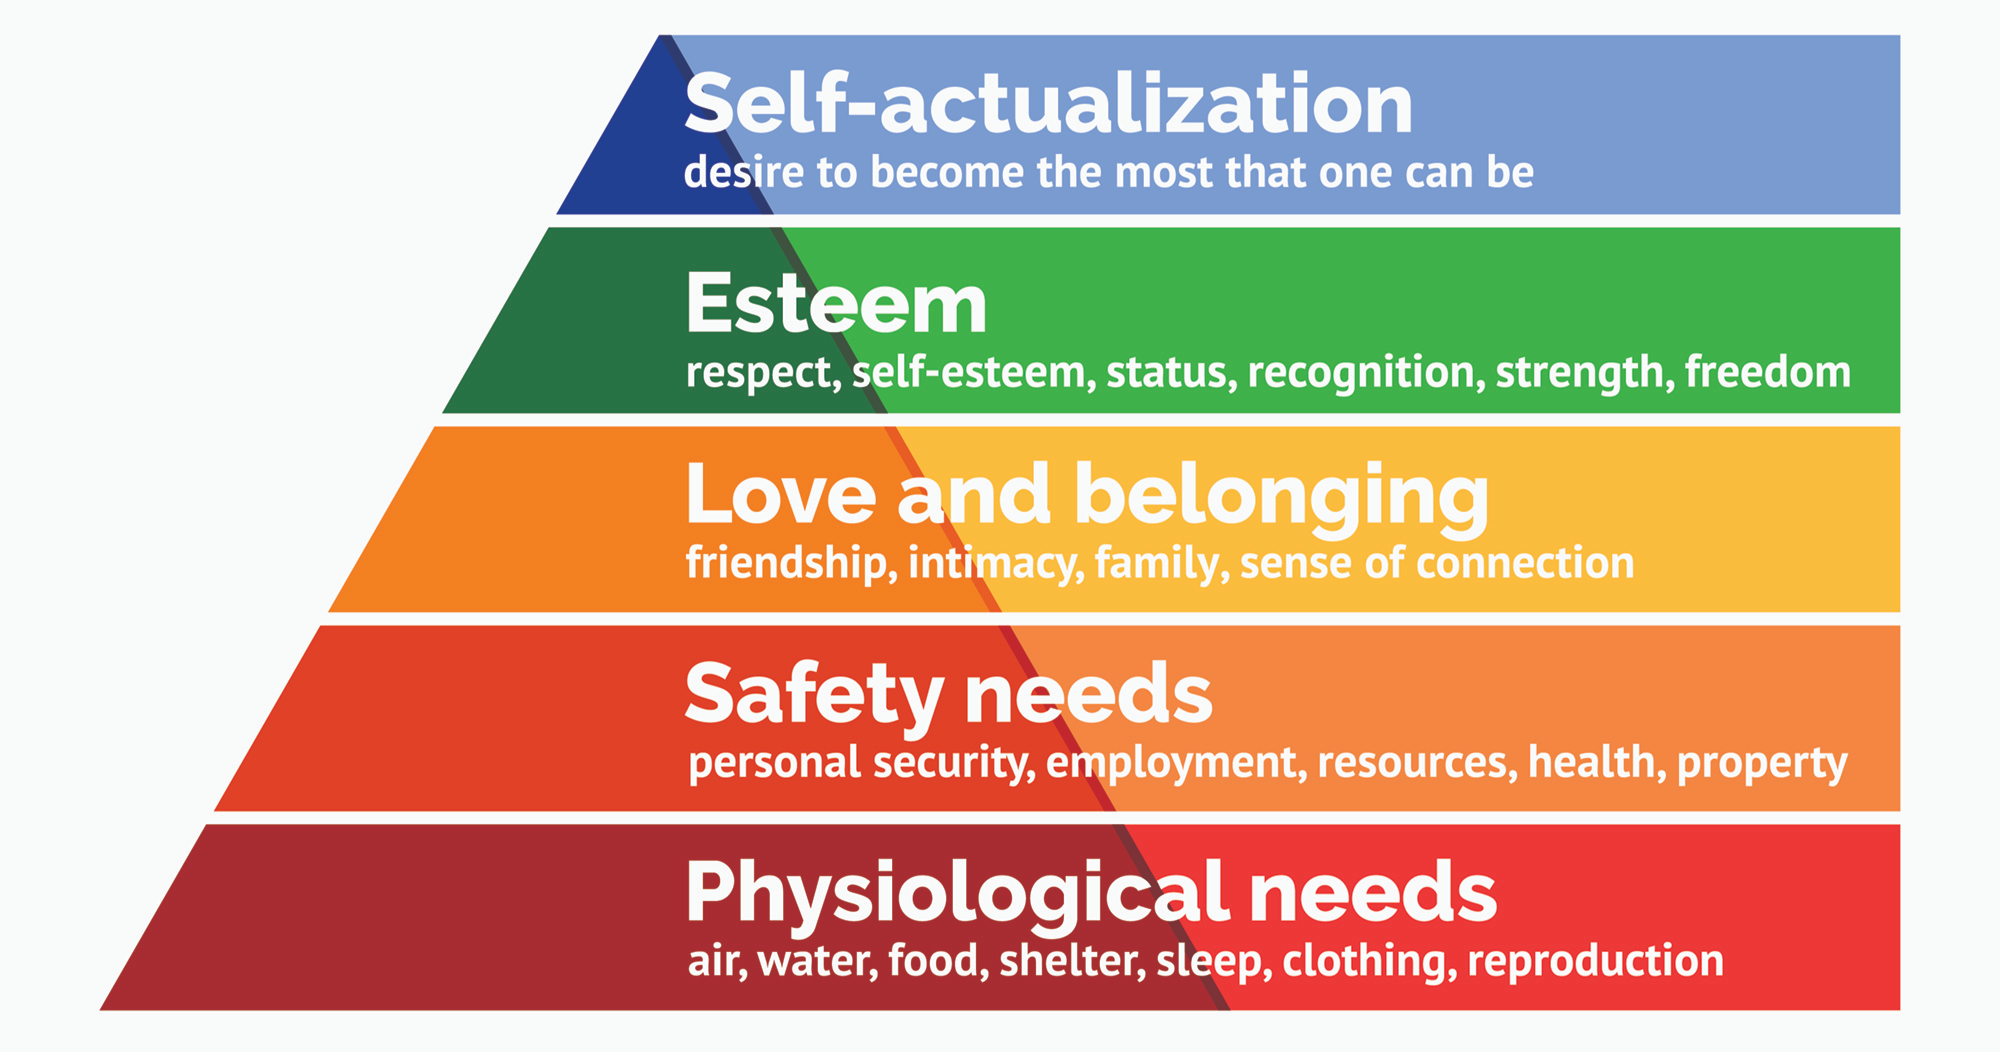 Self-actualization
desire to become the most that one can be
Esteem
respect, self-esteem, status, recognition, strength, freedom
Love and belonging
friendship, intimacy, family, sense of connection
Safety needs
personal security, employment, resources, health, property
Physiological needs
air, water, food, shelter, sleep, clothing, reproduction